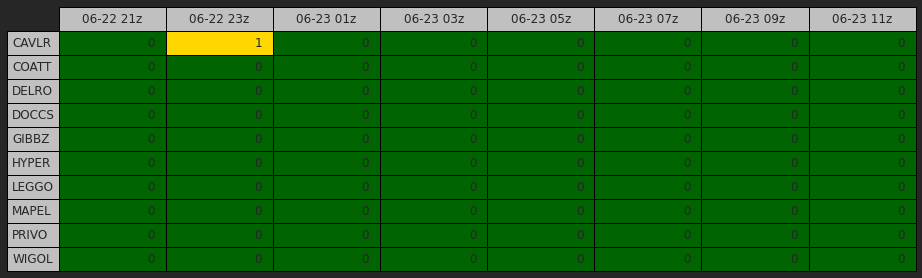 06-22 21z 06-22 23z 06-23 01z 06-23 03z 06-23 05z 06-23 07z 06-23 09z 06-23 11z
CAVLR 0 1 0 0 0 0 0 0
COATT 0 0 0 0 0 0 0 0
DELRO 0 0 0 0 0 0 0 0
DOCCS 0 0 0 0 0 0 0 0
GIBBZ 0 0 0 0 0 0 0 0
HYPER 0 0 0 0 0 0 0 0
LEGGO 0 0 0 0 0 0 0 0
MAPEL 0 0 0 0 0 0 0 0
PRIVO 0 0 0 0 0 0 0 0
WIGOL 0 0 0 0 0 0 0 0